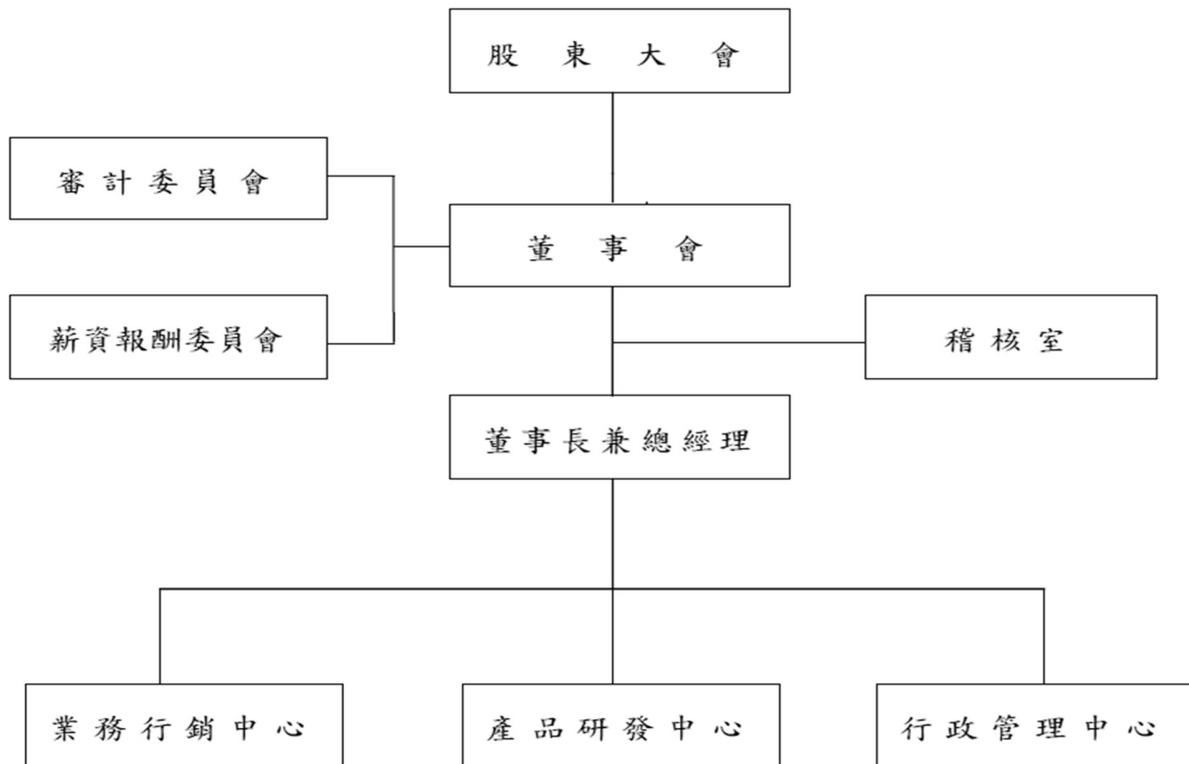 股東大會
審計委員會
董事會
薪資報酬委員會
稽核室
董事長兼總經理
業務行銷中心
產品研發中心
行政管理中心